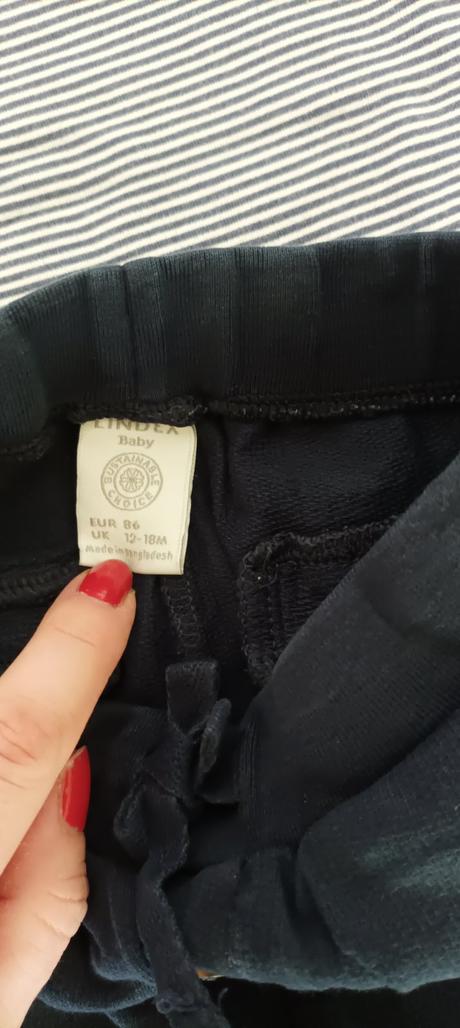 LINDEX
Baby
SUSTAINABLE
CHOICE
EUR 86
UK 12-18M
made in bangladesh